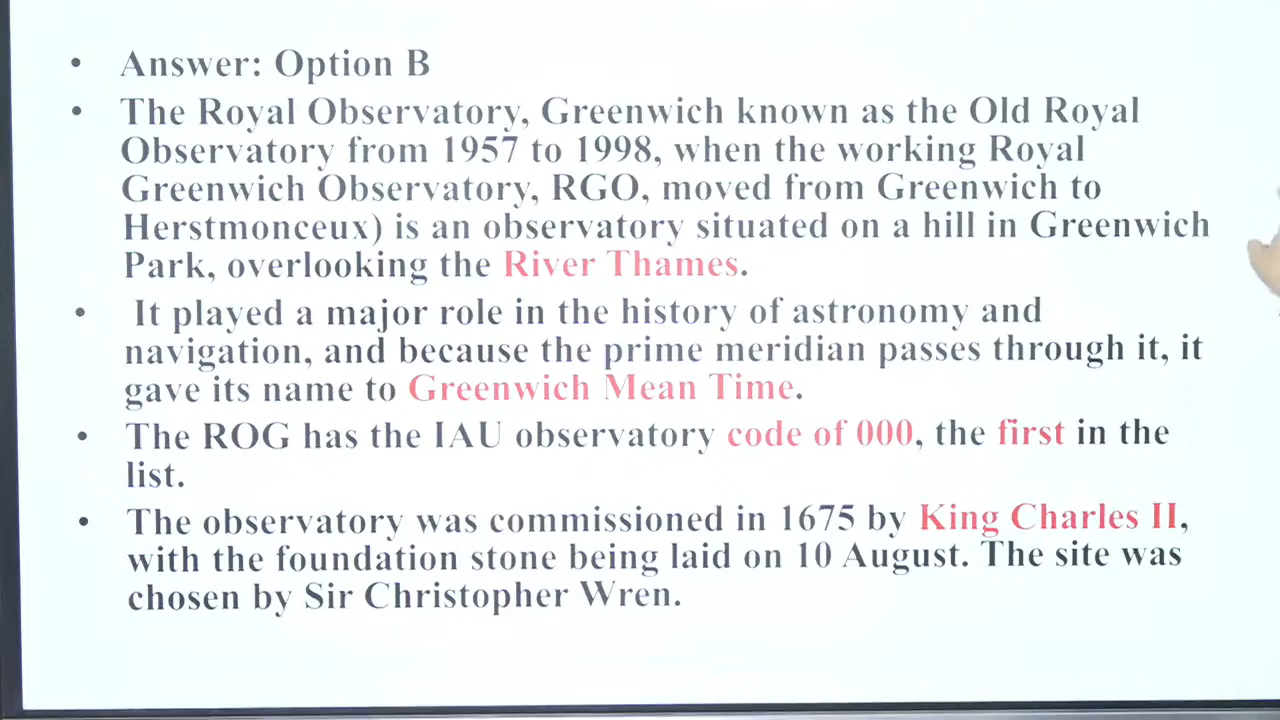 • Answer: Option B
• The Royal Observatory, Greenwich known as the Old Royal
Observatory from 1957 to 1998, when the working Royal
Greenwich Observatory, RGO, moved from Greenwich to
Herstmonceux) is an observatory situated on a hill in Greenwich
Park, overlooking the River Thames.
• It played a major role in the history of astronomy and
navigation, and because the prime meridian passes through it, it
gave its name to Greenwich Mean Time.
• The ROG has the IAU observatory code of 000, the first in the
list.
• The observatory was commissioned in 1675 by King Charles II,
with the foundation stone being laid on 10 August. The site was
chosen by Sir Christopher Wren.